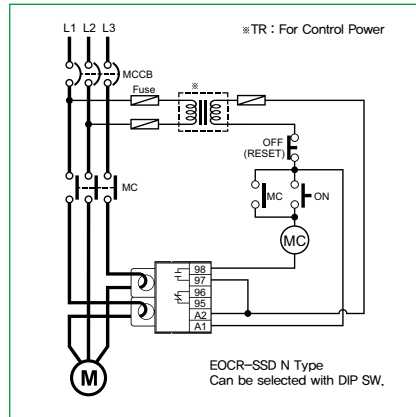 L1 L2 L3
※TR : For Control Power
MCCB
Fuse
※
OFF
(RESET)
MC
MC
ON
MC
98
97
96
95
A2
A1
M
EOCR-SSD N Type
Can be selected with DIP SW.